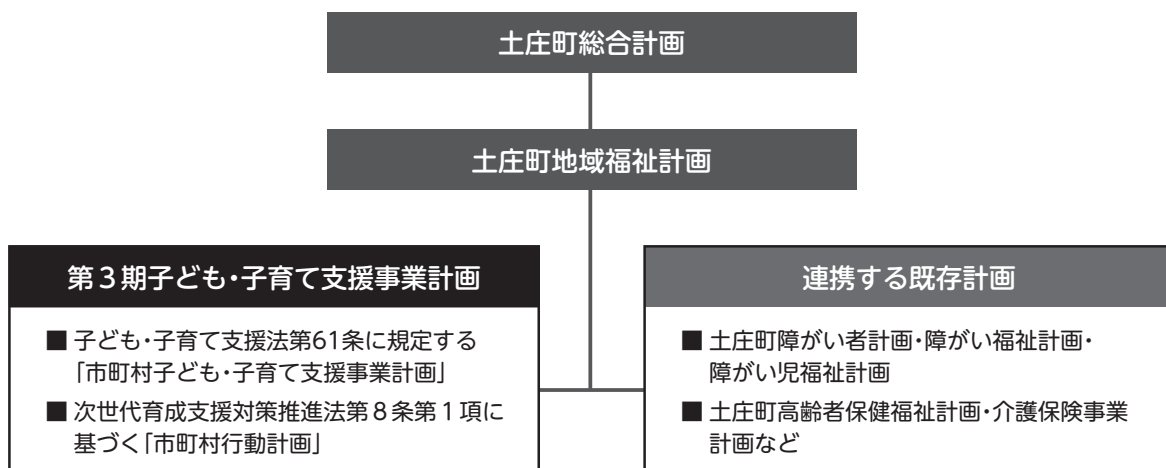 土庄町総合計画
土庄町地域福祉計画
第3期子ども・子育て支援事業計画
■ 子ども・子育て支援法第61条に規定する
「市町村子ども・子育て支援事業計画」
■ 次世代育成支援対策推進法第8条第1項に
基づく「市町村行動計画」
連携する既存計画
■ 土庄町障がい者計画・障がい福祉計画・
障がい児福祉計画
■ 土庄町高齢者保健福祉計画・介護保険事業
計画など